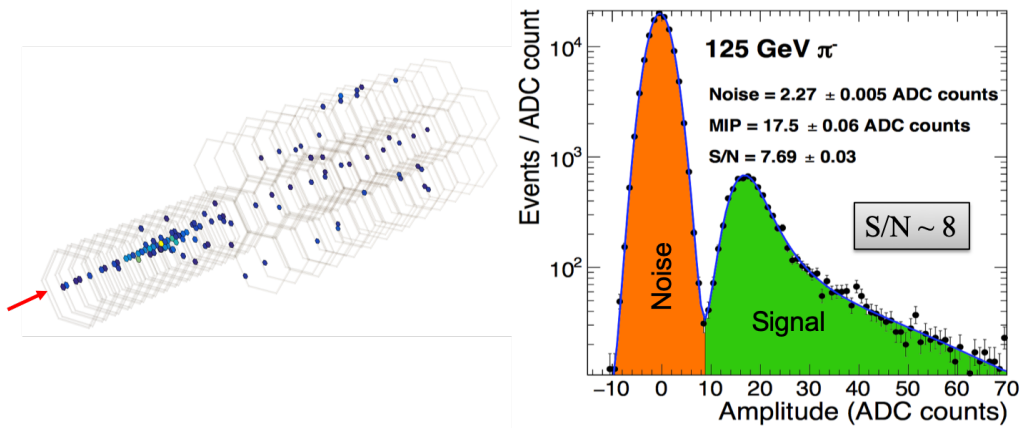 125 GeV π⁻
Noise = 2.27 ± 0.005 ADC counts
MIP = 17.5 ± 0.06 ADC counts
S/N = 7.69 ± 0.03
S/N ~ 8
Noise
Signal
Events / ADC count
10⁴
10³
10²
−10 0 10 20 30 40 50 60 70
Amplitude (ADC counts)